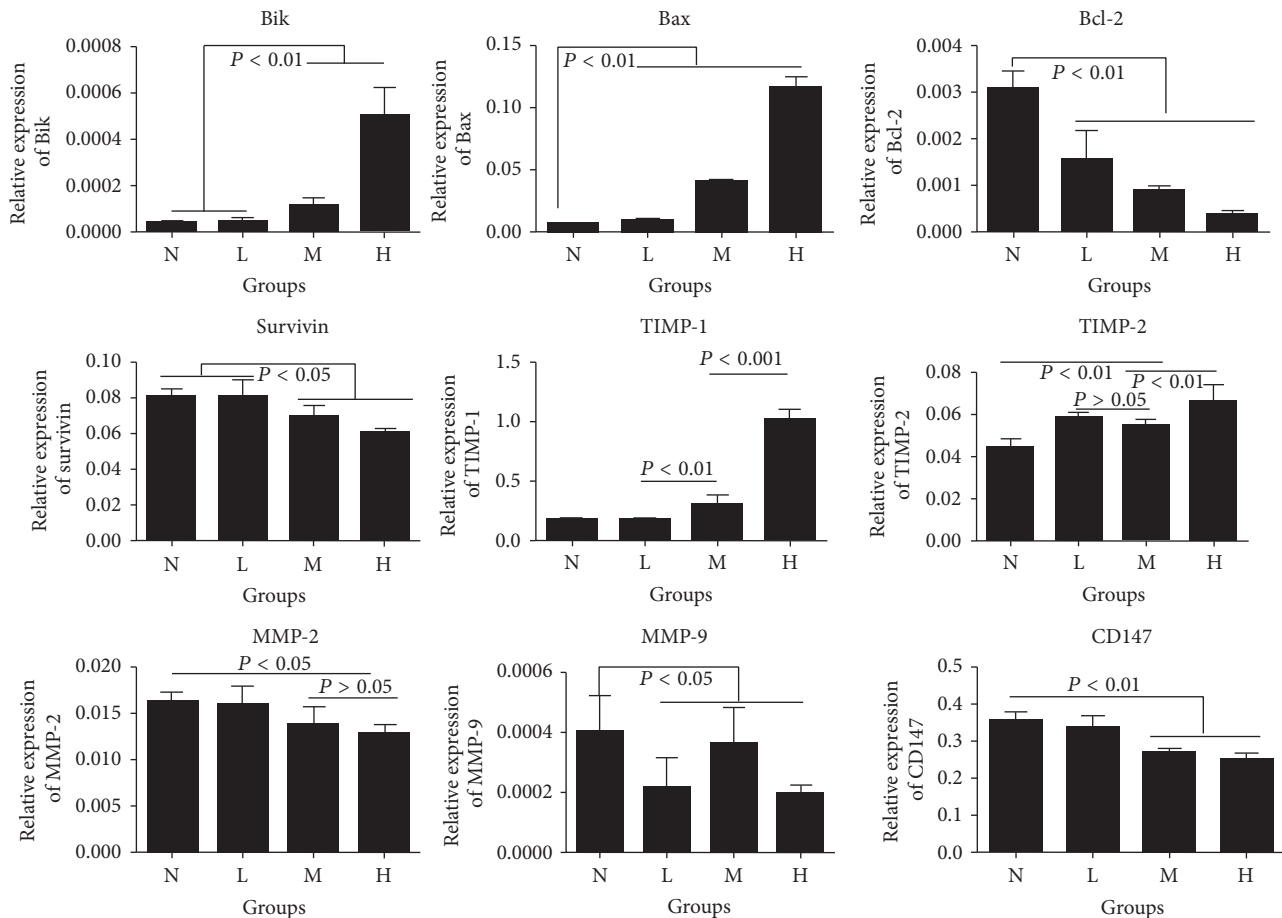 Bik
0.0008
0.0006
0.0004
0.0002
0.0000
Relative expression
of Bik
P < 0.01
N L M H
Groups
Bax
0.15
0.10
0.05
0.00
Relative expression
of Bax
P < 0.01
N L M H
Groups
Bcl-2
0.004
0.003
0.002
0.001
0.000
Relative expression
of Bcl-2
P < 0.01
N L M H
Groups
Survivin
0.10
0.08
0.06
0.04
0.02
0.00
Relative expression
of survivin
P < 0.05
N L M H
Groups
TIMP-1
1.5
1.0
0.5
0.0
Relative expression
of TIMP-1
P < 0.001
P < 0.01
N L M H
Groups
TIMP-2
0.08
0.06
0.04
0.02
0.00
Relative expression
of TIMP-2
P < 0.01
P < 0.01
P > 0.05
N L M H
Groups
MMP-2
0.020
0.015
0.010
0.005
0.000
Relative expression
of MMP-2
P < 0.05
P > 0.05
N L M H
Groups
MMP-9
0.0006
0.0004
0.0002
0.0000
Relative expression
of MMP-9
P < 0.05
N L M H
Groups
CD147
0.5
0.4
0.3
0.2
0.1
0.0
Relative expression
of CD147
P < 0.01
N L M H
Groups